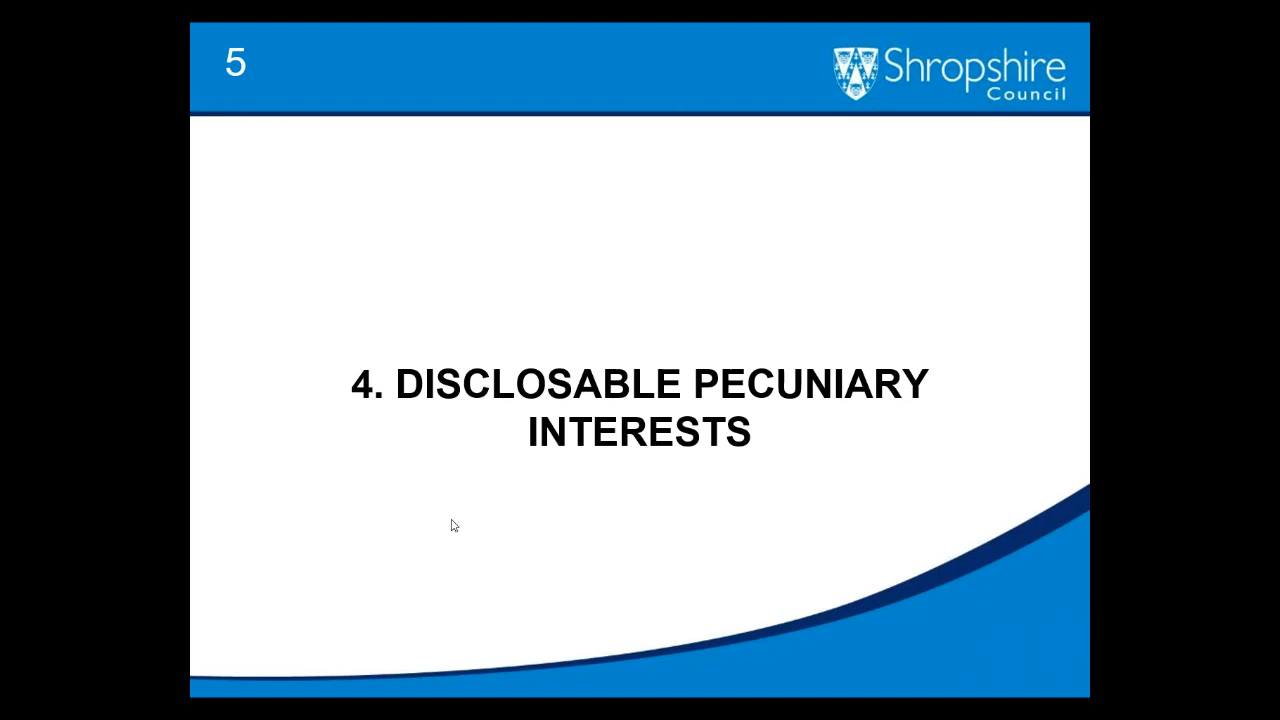 5
Shropshire
Council
4. DISCLOSABLE PECUNIARY
INTERESTS